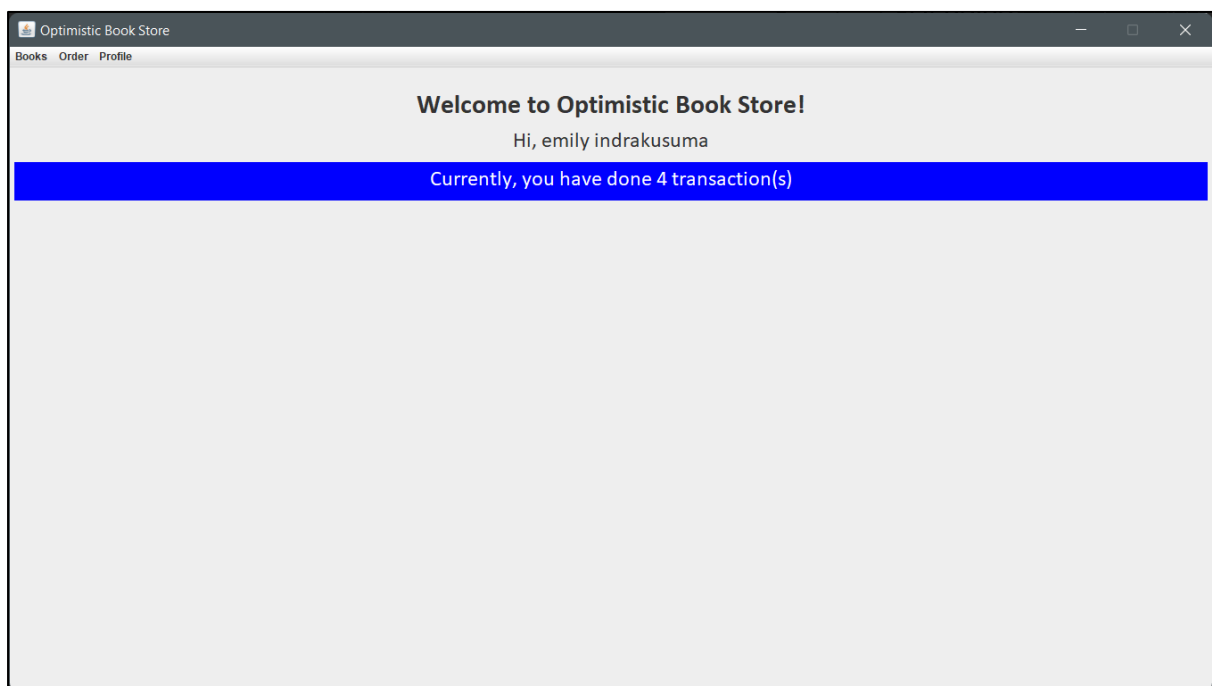 Optimistic Book Store
Books Order Profile
Welcome to Optimistic Book Store!
Hi, emily indrakusuma
Currently, you have done 4 transaction(s)